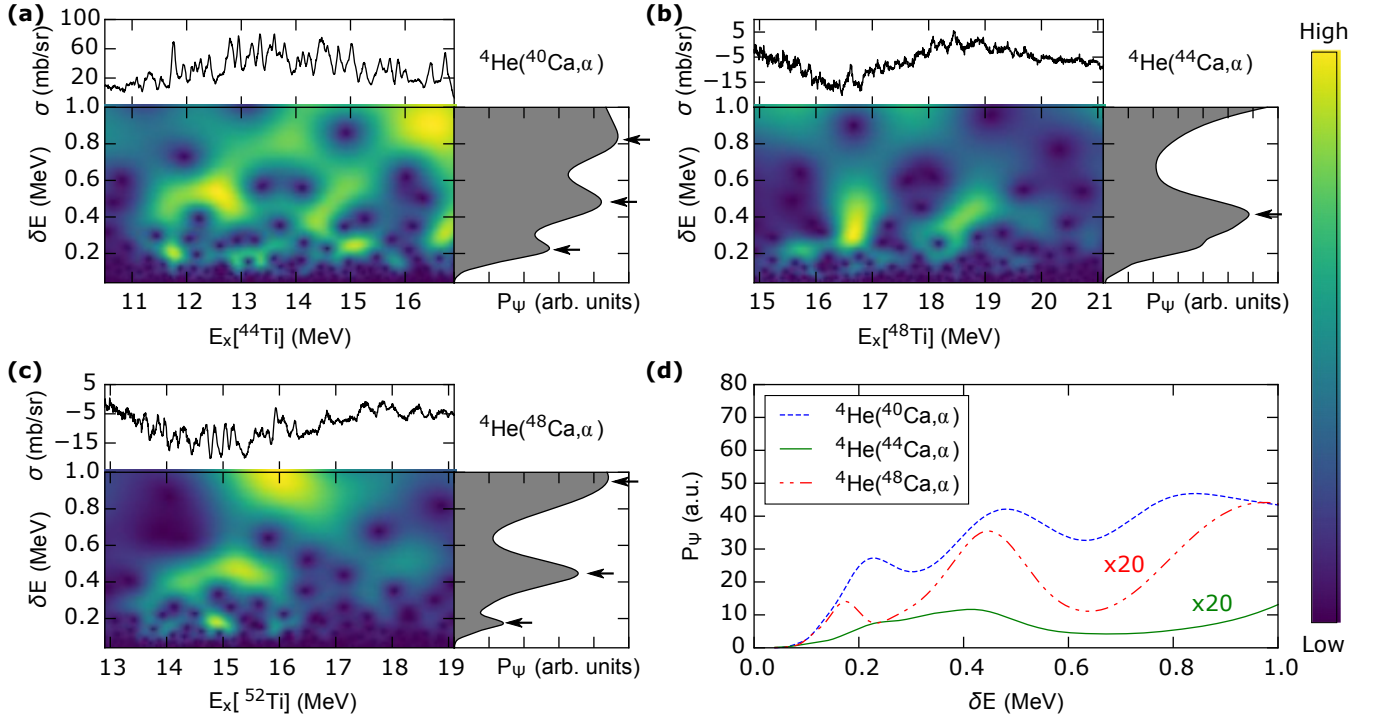 (a)
σ (mb/sr)
100
80
60
40
20
⁴He(⁴⁰Ca,α)
δE (MeV)
1.0
0.8
0.6
0.4
0.2
11 12 13 14 15 16
Eₓ[⁴⁴Ti] (MeV)
P_Ψ (arb. units)
(b)
σ (mb/sr)
5
−5
−15
⁴He(⁴⁴Ca,α)
δE (MeV)
1.0
0.8
0.6
0.4
0.2
15 16 17 18 19 20 21
Eₓ[⁴⁸Ti] (MeV)
P_Ψ (arb. units)
High
Low
(c)
σ (mb/sr)
5
−5
−15
⁴He(⁴⁸Ca,α)
δE (MeV)
1.0
0.8
0.6
0.4
0.2
13 14 15 16 17 18 19
Eₓ[ ⁵²Ti] (MeV)
P_Ψ (arb. units)
(d)
P_Ψ (a.u.)
80
70
60
50
40
30
20
10
0
⁴He(⁴⁰Ca,α)
⁴He(⁴⁴Ca,α)
⁴He(⁴⁸Ca,α)
x20
x20
0.0 0.2 0.4 0.6 0.8 1.0
δE (MeV)